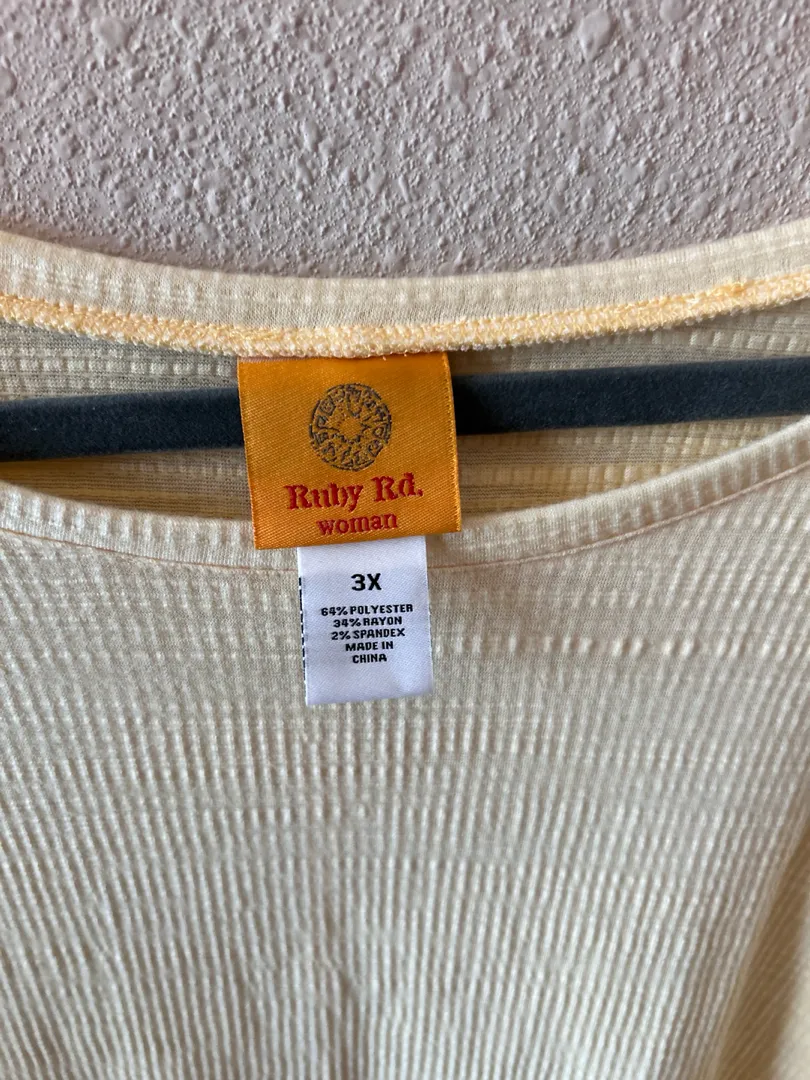 Ruby Rd.
woman
3X
64% POLYESTER
34% RAYON
2% SPANDEX
MADE IN
CHINA